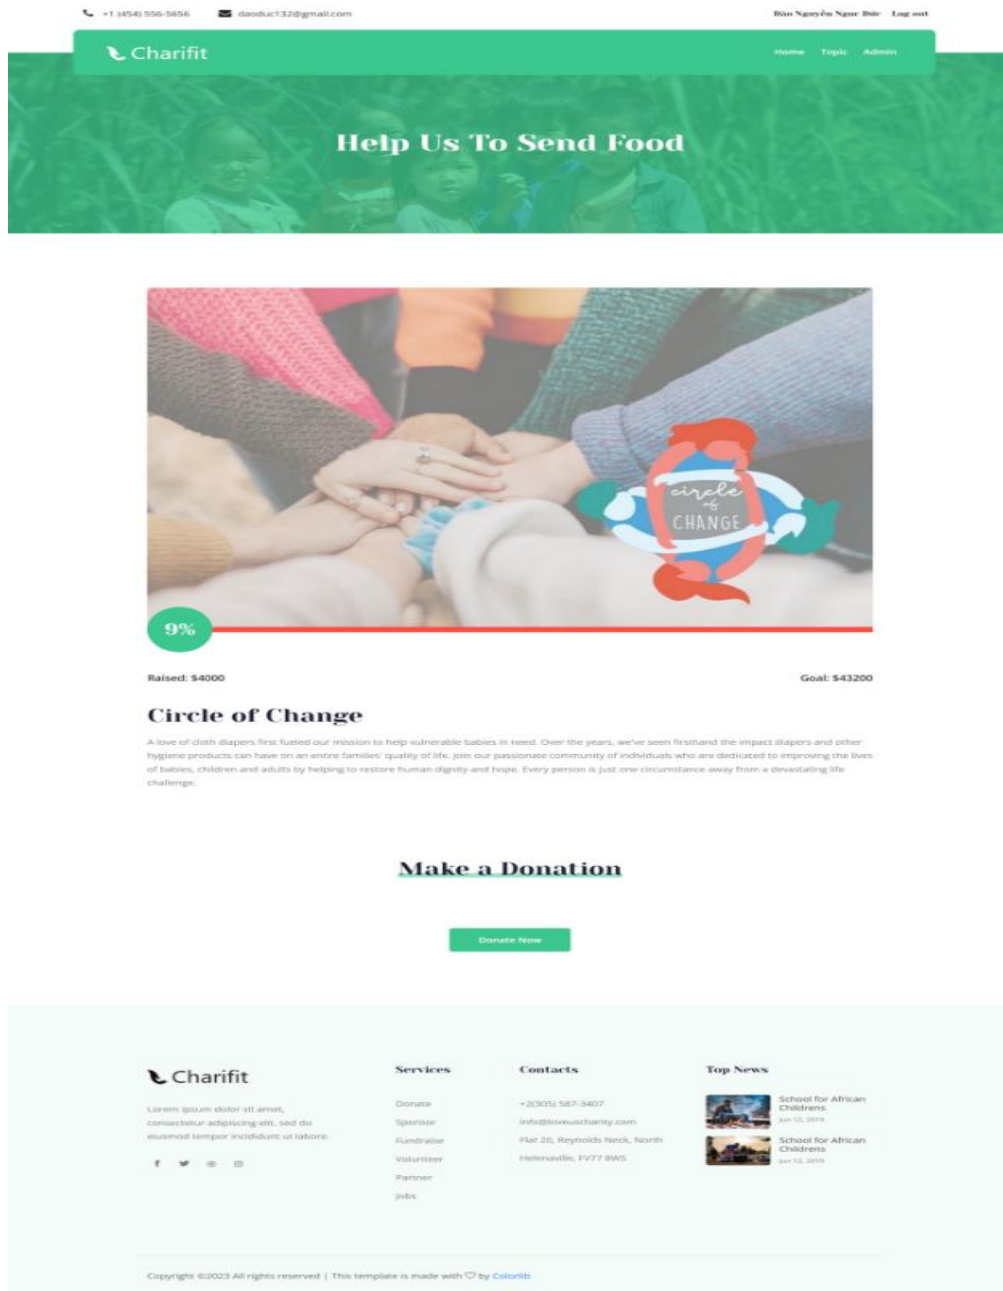 +1 (454) 556-5656
daoduc132@gmail.com
Đào Nguyên Ngọc Đức Log out
Charifit
Home Topic Admin
Help Us To Send Food
circle
of
CHANGE
9%
Raised: $4000
Goal: $43200
Circle of Change
A love of cloth diapers first fueled our mission to help vulnerable babies in need. Over the years, we've seen firsthand the impact diapers and other
hygiene products can have on an entire families' quality of life. Join our passionate community of individuals who are dedicated to improving the lives
of babies, children and adults by helping to restore human dignity and hope. Every person is just one circumstance away from a devastating life
challenge.
Make a Donation
Donate Now
Charifit
Lorem ipsum dolor sit amet,
consectetur adipiscing elit, sed do
eiusmod tempor incididunt ut labore.
Services
Donate
Sponsor
Fundraise
Volunteer
Partner
Jobs
Contacts
+2(305) 587-3407
info@loveuscharity.com
Flat 20, Reynolds Neck, North
Helenaville, FV77 8WS
Top News
School for African
Childrens
Jun 12, 2019
School for African
Childrens
Jun 12, 2019
Copyright ©2023 All rights reserved | This template is made with ♡ by Colorlib